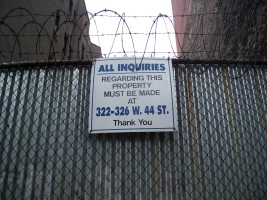 ALL INQUIRIES
REGARDING THIS
PROPERTY
MUST BE MADE
AT
322-326 W. 44 ST.
Thank You